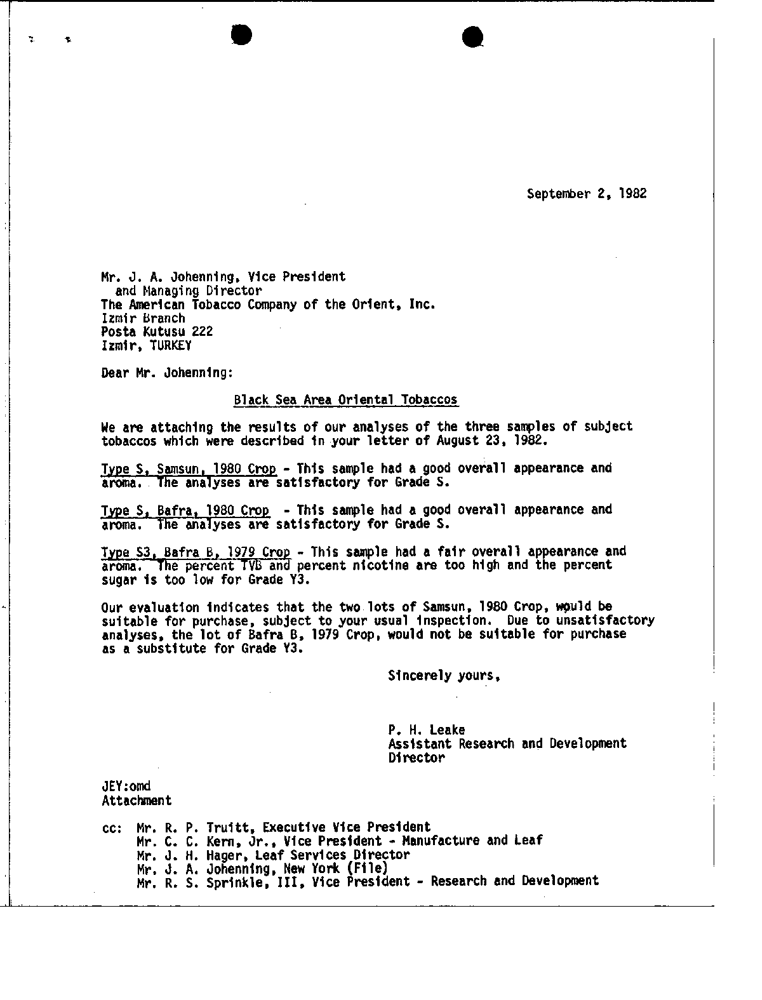 September 2, 1982
Mr. J. A. Johenning, Vice President
and Managing Director
The American Tobacco Company of the Orient, Inc.
Izmir Branch
Posta Kutusu 222
Izmir, TURKEY
Dear Mr. Johenning:
Black Sea Area Oriental Tobaccos
We are attaching the results of our analyses of the three samples of subject
tobaccos which were described in your letter of August 23, 1982.
Type S, Samsun, 1980 Crop - This sample had a good overall appearance and
aroma. The analyses are satisfactory for Grade S.
Type S, Bafra, 1980 Crop - This sample had a good overall appearance and
aroma. The analyses are satisfactory for Grade S.
Type S3, Bafra B, 1979 Crop - This sample had a fair overall appearance and
aroma. The percent TVB and percent nicotine are too high and the percent
sugar is too low for Grade Y3.
Our evaluation indicates that the two lots of Samsun, 1980 Crop, would be
suitable for purchase, subject to your usual inspection. Due to unsatisfactory
analyses, the lot of Bafra B, 1979 Crop, would not be suitable for purchase
as a substitute for Grade Y3.
Sincerely yours,
P. H. Leake
Assistant Research and Development
Director
JEY:omd
Attachment
cc: Mr. R. P. Truitt, Executive Vice President
Mr. C. C. Kern, Jr., Vice President - Manufacture and Leaf
Mr. J. H. Hager, Leaf Services Director
Mr. J. A. Johenning, New York (File)
Mr. R. S. Sprinkle, III, Vice President - Research and Development